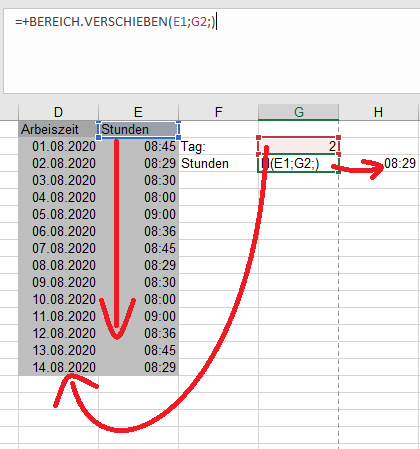 =+BEREICH.VERSCHIEBEN(E1;G2;)
D E F G H
Arbeiszeit Stunden
01.08.2020 08:45 Tag: 2
02.08.2020 08:29 Stunden (E1;G2;) 08:29
03.08.2020 08:30
04.08.2020 08:00
05.08.2020 09:00
06.08.2020 08:36
07.08.2020 08:45
08.08.2020 08:29
09.08.2020 08:30
10.08.2020 08:00
11.08.2020 09:00
12.08.2020 08:36
13.08.2020 08:45
14.08.2020 08:29